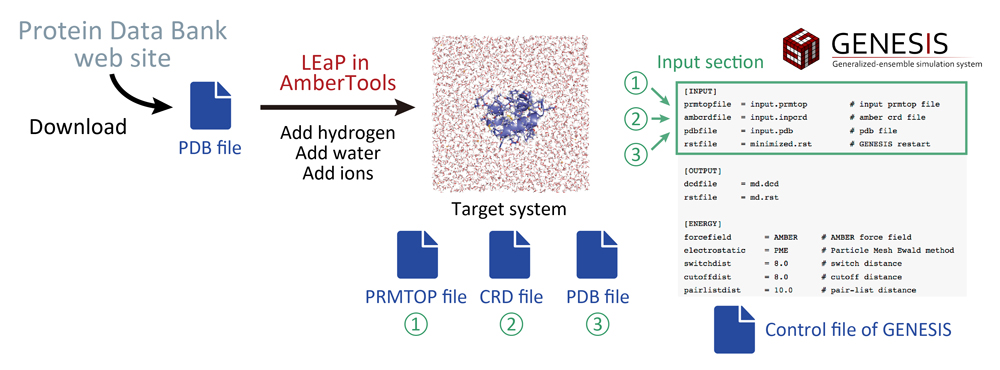 Protein Data Bank
web site
Download
PDB file
LEaP in
AmberTools
Add hydrogen
Add water
Add ions
Target system
PRMTOP file
CRD file
PDB file
①
②
③
GENESIS
Generalized-ensemble simulation system
Input section
①
②
③
[INPUT]
prmtopfile = input.prmtop # input prmtop file
ambordfile = input.inpord # amber crd file
pdbfile = input.pdb # pdb file
rstfile = minimized.rst # GENESIS restart
[OUTPUT]
dcdfile = md.dcd
rstfile = md.rst
[ENERGY]
forcefield = AMBER # AMBER force field
electrostatic = PME # Particle Mesh Ewald method
switchdist = 8.0 # switch distance
cutoffdist = 8.0 # cutoff distance
pairlistdist = 10.0 # pair-list distance
Control file of GENESIS